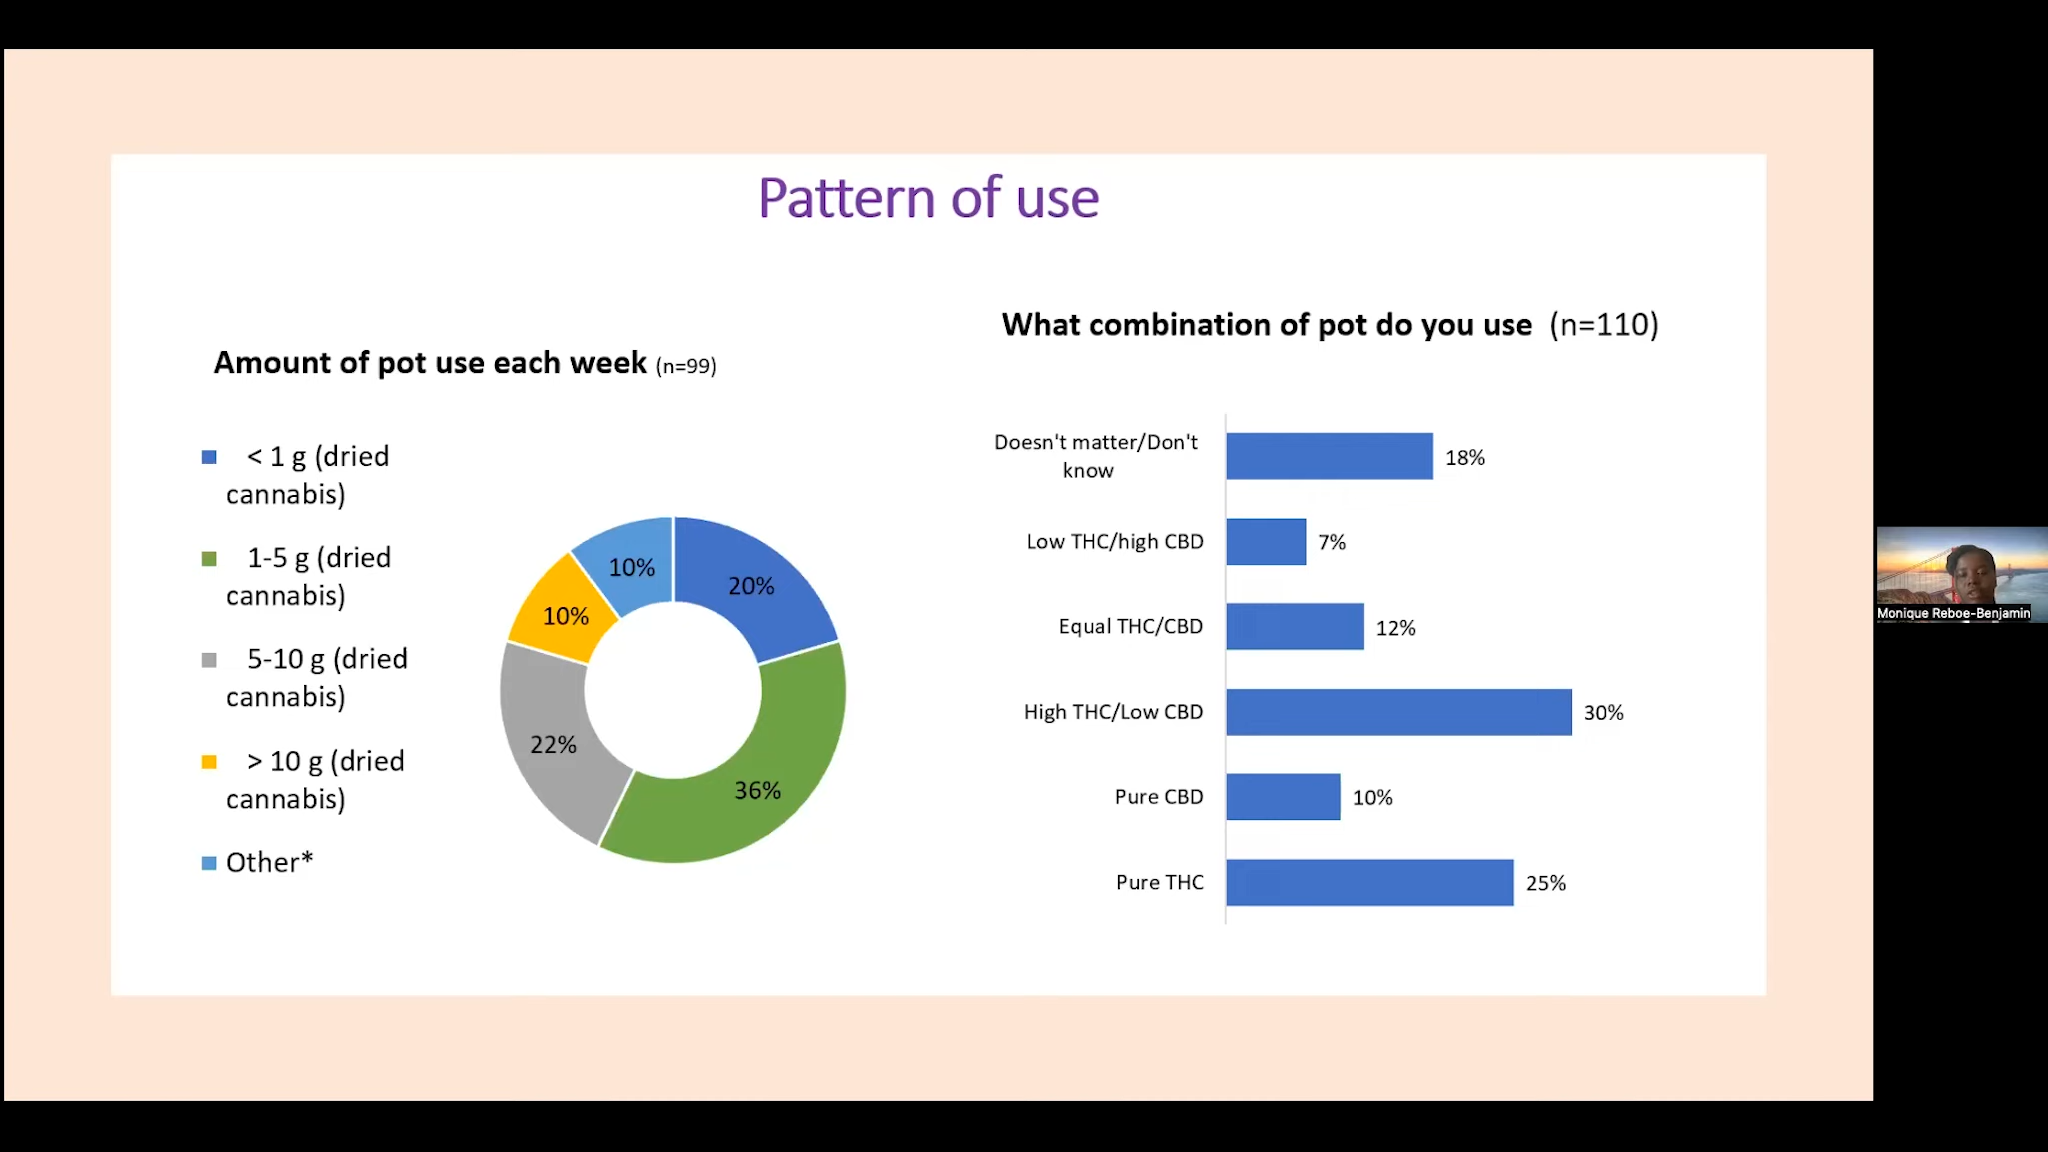 Pattern of use
Amount of pot use each week (n=99)
< 1 g (dried
cannabis)
1-5 g (dried
cannabis)
5-10 g (dried
cannabis)
> 10 g (dried
cannabis)
Other*
10%
20%
10%
22%
36%
What combination of pot do you use (n=110)
Doesn't matter/Don't
know
18%
Low THC/high CBD
7%
Equal THC/CBD
12%
High THC/Low CBD
30%
Pure CBD
10%
Pure THC
25%
Monique Reboe-Benjamin